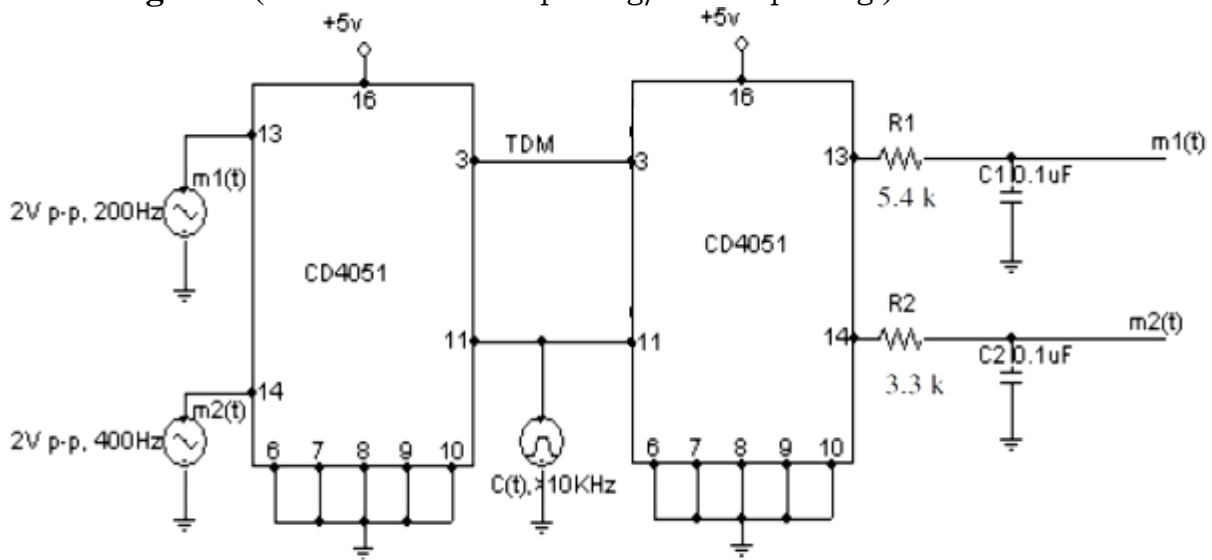 +5v
+5v
16
16
13
3
TDM
3
13
R1
m1(t)
m1(t)
5.4 k
C1 0.1uF
2V p-p, 200Hz
CD4051
CD4051
R2
11
11
14
m2(t)
3.3 k
C2 0.1uF
14
m2(t)
2V p-p, 400Hz
6 7 8 9 10
C(t),>10KHz
6 7 8 9 10